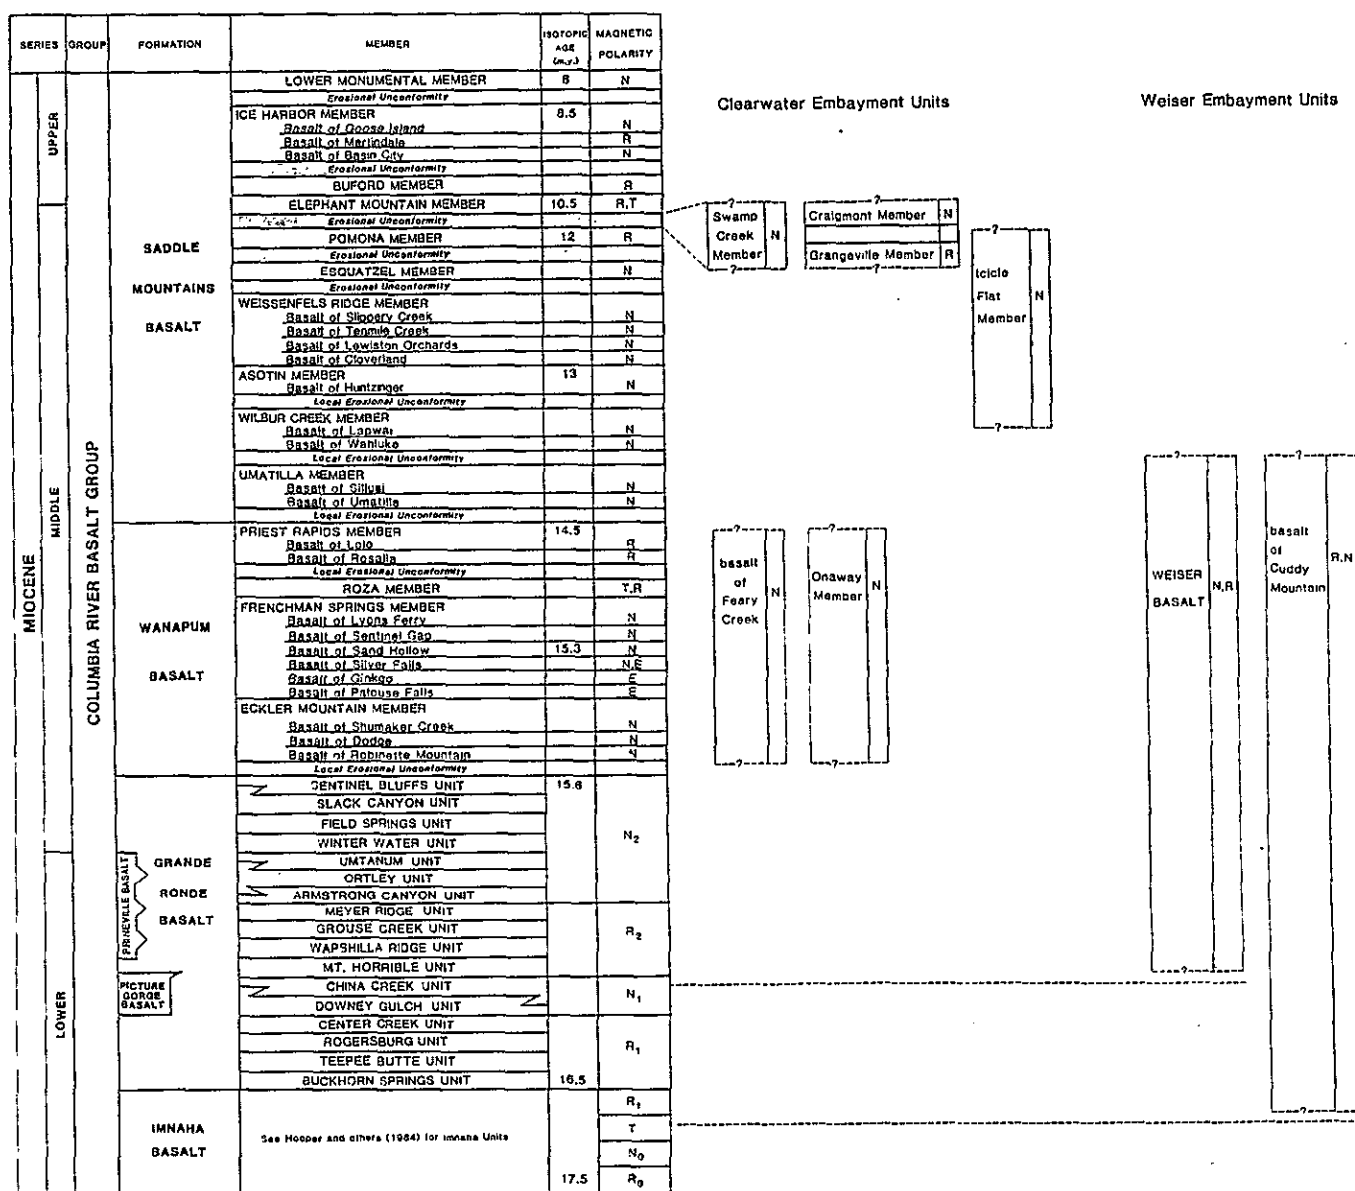 SERIES GROUP FORMATION MEMBER ISOTOPIC AGE (m.y.) MAGNETIC POLARITY
LOWER MONUMENTAL MEMBER 6 N
Erosional Unconformity
ICE HARBOR MEMBER 8.5
Basalt of Goose Island N
Basalt of Martindale R
Basalt of Basin City N
Erosional Unconformity
BUFORD MEMBER R
ELEPHANT MOUNTAIN MEMBER 10.5 R,T
Erosional Unconformity
POMONA MEMBER 12 R
Erosional Unconformity
ESQUATZEL MEMBER N
Erosional Unconformity
WEISSENFELS RIDGE MEMBER
Basalt of Slippery Creek N
Basalt of Tenmile Creek N
Basalt of Lewiston Orchards N
Basalt of Cloverland N
ASOTIN MEMBER 13
Basalt of Huntzinger N
Local Erosional Unconformity
WILBUR CREEK MEMBER
Basalt of Lapwai N
Basalt of Wahluke N
Local Erosional Unconformity
UMATILLA MEMBER
Basalt of Sillusi N
Basalt of Umatilla N
Local Erosional Unconformity
PRIEST RAPIDS MEMBER 14.5
Basalt of Lolo R
Basalt of Rosalia R
Local Erosional Unconformity
ROZA MEMBER T,R
FRENCHMAN SPRINGS MEMBER
Basalt of Lyons Ferry N
Basalt of Sentinel Gap N
Basalt of Sand Hollow 15.3 N
Basalt of Silver Falls N,E
Basalt of Ginkgo E
Basalt of Palouse Falls E
ECKLER MOUNTAIN MEMBER
Basalt of Shumaker Creek N
Basalt of Dodge N
Basalt of Robinette Mountain N
Local Erosional Unconformity
SENTINEL BLUFFS UNIT 15.6
SLACK CANYON UNIT
FIELD SPRINGS UNIT
WINTER WATER UNIT
N2
UMTANUM UNIT
ORTLEY UNIT
ARMSTRONG CANYON UNIT
MEYER RIDGE UNIT
GROUSE CREEK UNIT
R2
WAPSHILLA RIDGE UNIT
MT. HORRIBLE UNIT
CHINA CREEK UNIT
N1
DOWNEY GULCH UNIT
CENTER CREEK UNIT
ROGERSBURG UNIT
R1
TEEPEE BUTTE UNIT
BUCKHORN SPRINGS UNIT 16.5
R1
T
See Hooper and others (1984) for Imnaha Units
N0
17.5 R0
MIOCENE
UPPER
MIDDLE
LOWER
COLUMBIA RIVER BASALT GROUP
SADDLE
MOUNTAINS
BASALT
WANAPUM
BASALT
GRANDE
RONDE
BASALT
PRINEVILLE BASALT
PICTURE
GORGE
BASALT
IMNAHA
BASALT
Clearwater Embayment Units
?
Swamp
Creek
Member
N
?
?
Craigmont Member N
Grangeville Member R
?
?
Icicle
Flat
Member
N
?
?
basalt
of
Feary
Creek
N
?
?
Onaway
Member
N
?
Weiser Embayment Units
?
WEISER
BASALT
N,R
?
?
basalt
of
Cuddy
Mountain
R,N
?